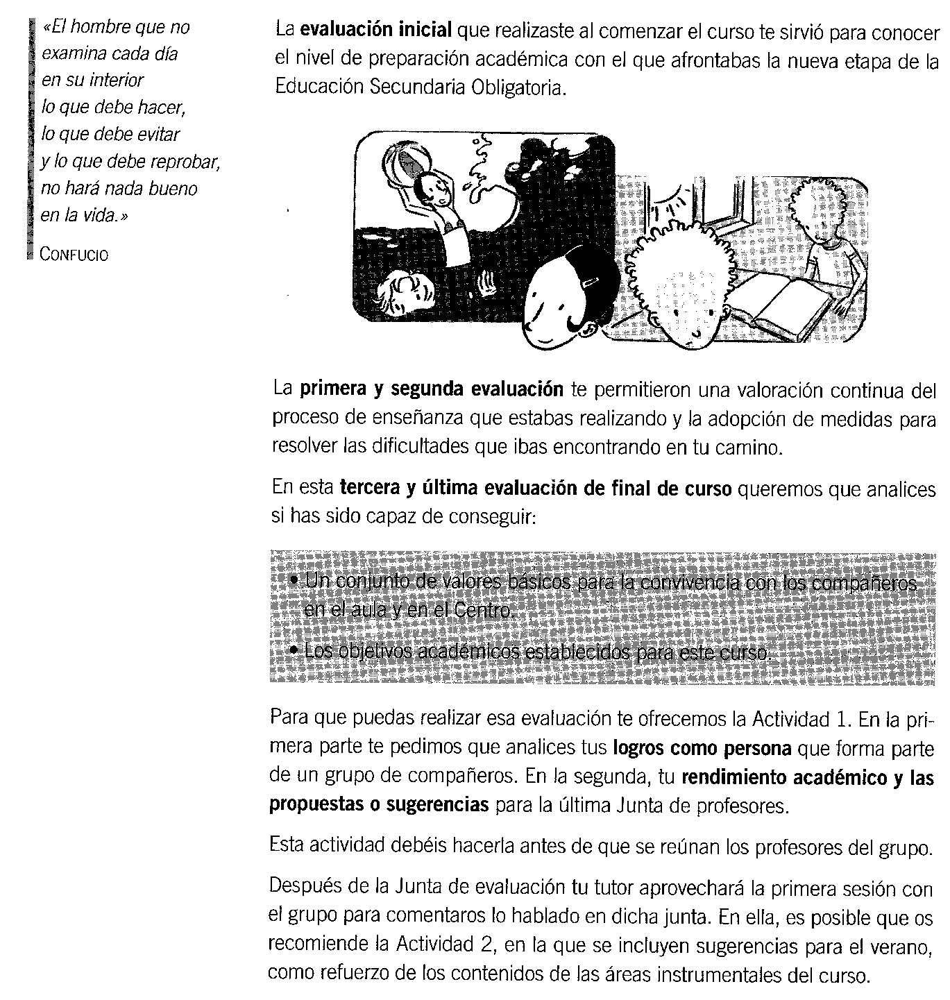 «El hombre que no
examina cada día
en su interior
lo que debe hacer,
lo que debe evitar
y lo que debe reprobar,
no hará nada bueno
en la vida.»
CONFUCIO
La evaluación inicial que realizaste al comenzar el curso te sirvió para conocer
el nivel de preparación académica con el que afrontabas la nueva etapa de la
Educación Secundaria Obligatoria.
La primera y segunda evaluación te permitieron una valoración continua del
proceso de enseñanza que estabas realizando y la adopción de medidas para
resolver las dificultades que ibas encontrando en tu camino.
En esta tercera y última evaluación de final de curso queremos que analices
si has sido capaz de conseguir:
• Un conjunto de valores básicos para la convivencia con los compañeros
en el aula y en el Centro.
• Los objetivos académicos establecidos para este curso.
Para que puedas realizar esa evaluación te ofrecemos la Actividad 1. En la pri-
mera parte te pedimos que analices tus logros como persona que forma parte
de un grupo de compañeros. En la segunda, tu rendimiento académico y las
propuestas o sugerencias para la última Junta de profesores.
Esta actividad debéis hacerla antes de que se reúnan los profesores del grupo.
Después de la Junta de evaluación tu tutor aprovechará la primera sesión con
el grupo para comentaros lo hablado en dicha junta. En ella, es posible que os
recomiende la Actividad 2, en la que se incluyen sugerencias para el verano,
como refuerzo de los contenidos de las áreas instrumentales del curso.